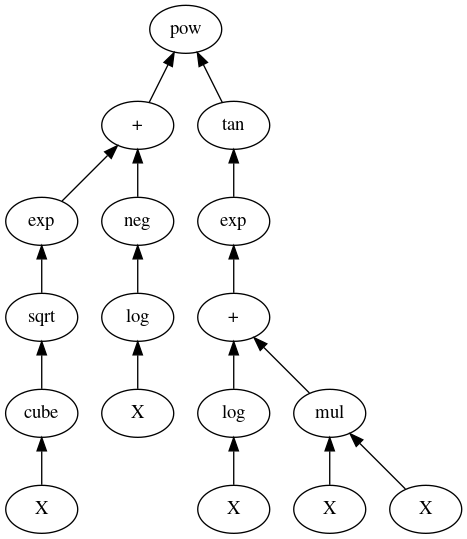 pow
+ tan
exp neg exp
sqrt log +
cube X log mul
X X X X